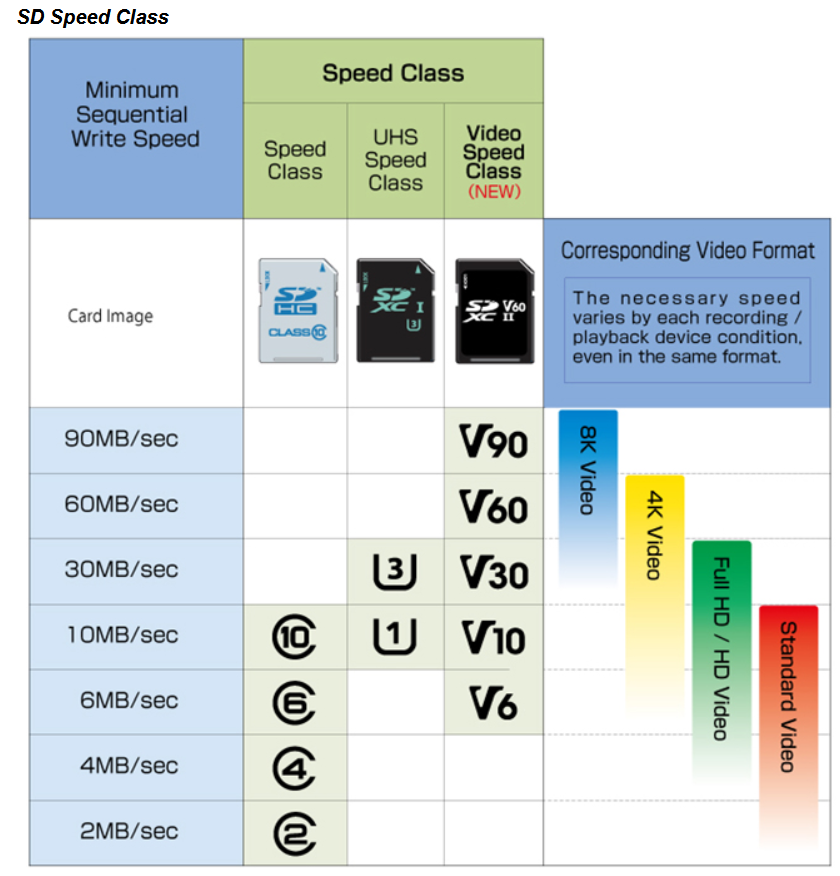 SD Speed Class
Minimum
Sequential
Write Speed
Speed Class
Speed
Class
UHS
Speed
Class
Video
Speed
Class
(NEW)
Card Image
SD
HC
CLASS 10
SD
XC I
3
SD
XC II
V60
Corresponding Video Format
The necessary speed
varies by each recording /
playback device condition,
even in the same format.
90MB/sec
V90
60MB/sec
V60
30MB/sec
3
V30
10MB/sec
10
1
V10
6MB/sec
6
V6
4MB/sec
4
2MB/sec
2
8K Video
4K Video
Full HD / HD Video
Standard Video